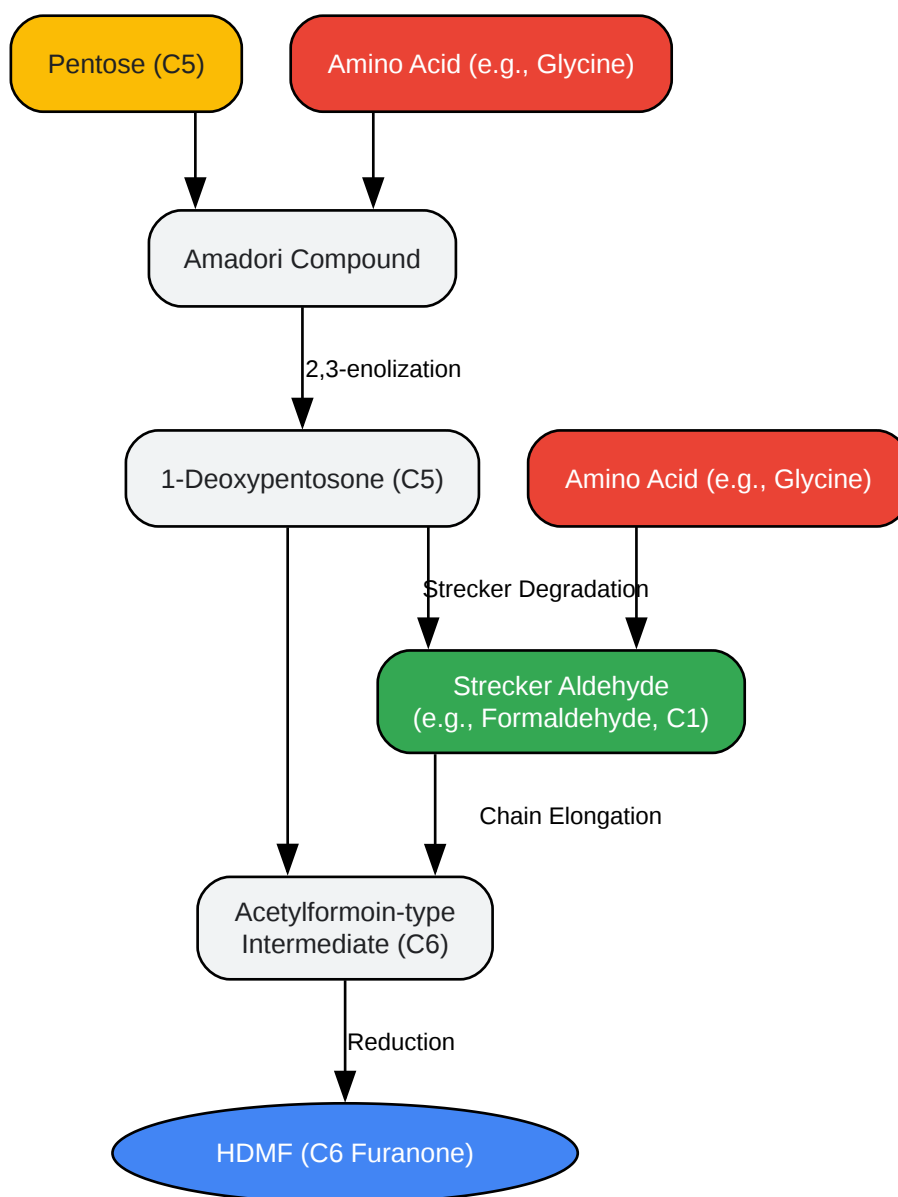 Pentose (C5)
Amino Acid (e.g., Glycine)
Amadori Compound
2,3-enolization
1-Deoxypentosone (C5)
Amino Acid (e.g., Glycine)
Strecker Degradation
Strecker Aldehyde
(e.g., Formaldehyde, C1)
Chain Elongation
Acetylformoin-type
Intermediate (C6)
Reduction
HDMF (C6 Furanone)